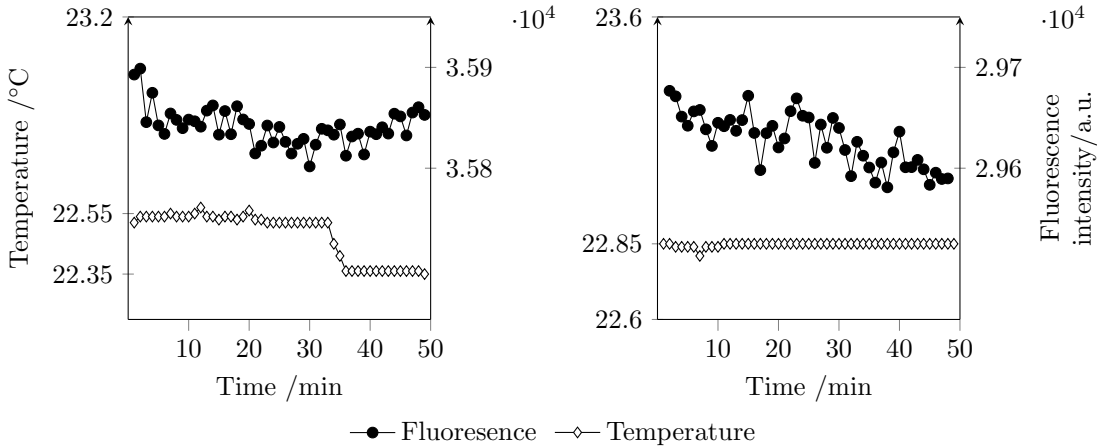 23.2
22.55
22.35
Temperature /°C
·10⁴
3.59
3.58
10 20 30 40 50
Time /min
23.6
22.85
22.6
·10⁴
2.97
2.96
Fluorescence
intensity/a.u.
10 20 30 40 50
Time /min
Fluoresence
Temperature